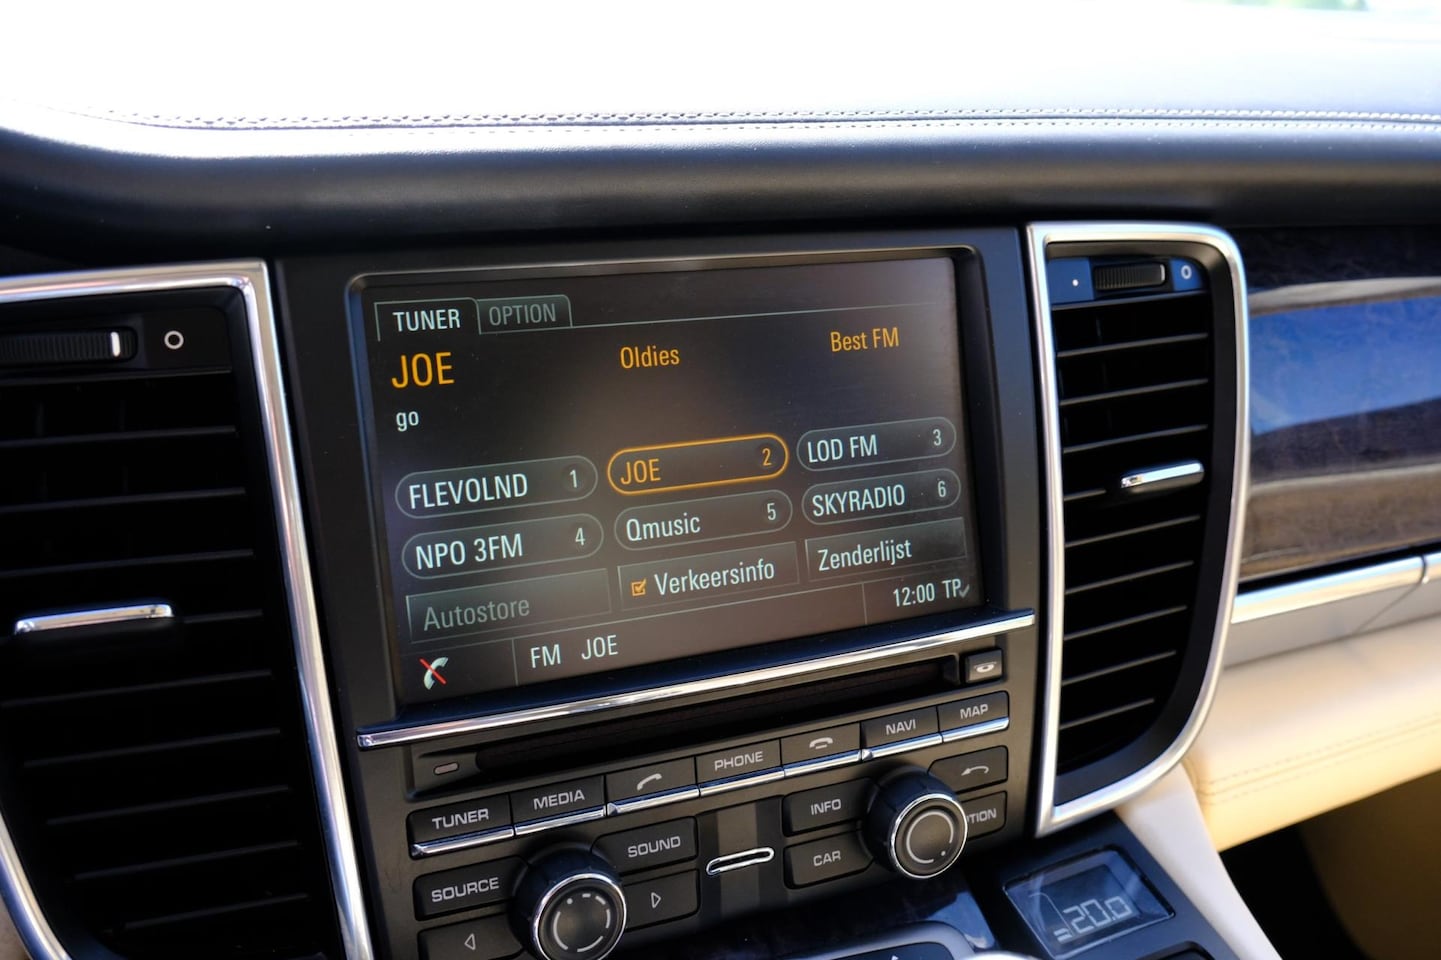 TUNER OPTION
JOE Oldies Best FM
go
FLEVOLND 1 JOE 2 LOD FM 3
NPO 3FM 4 Qmusic 5 SKYRADIO 6
Autostore Verkeersinfo Zenderlijst
FM JOE 12:00 TP
TUNER MEDIA PHONE NAVI MAP
SOURCE SOUND INFO
CAR
20.0